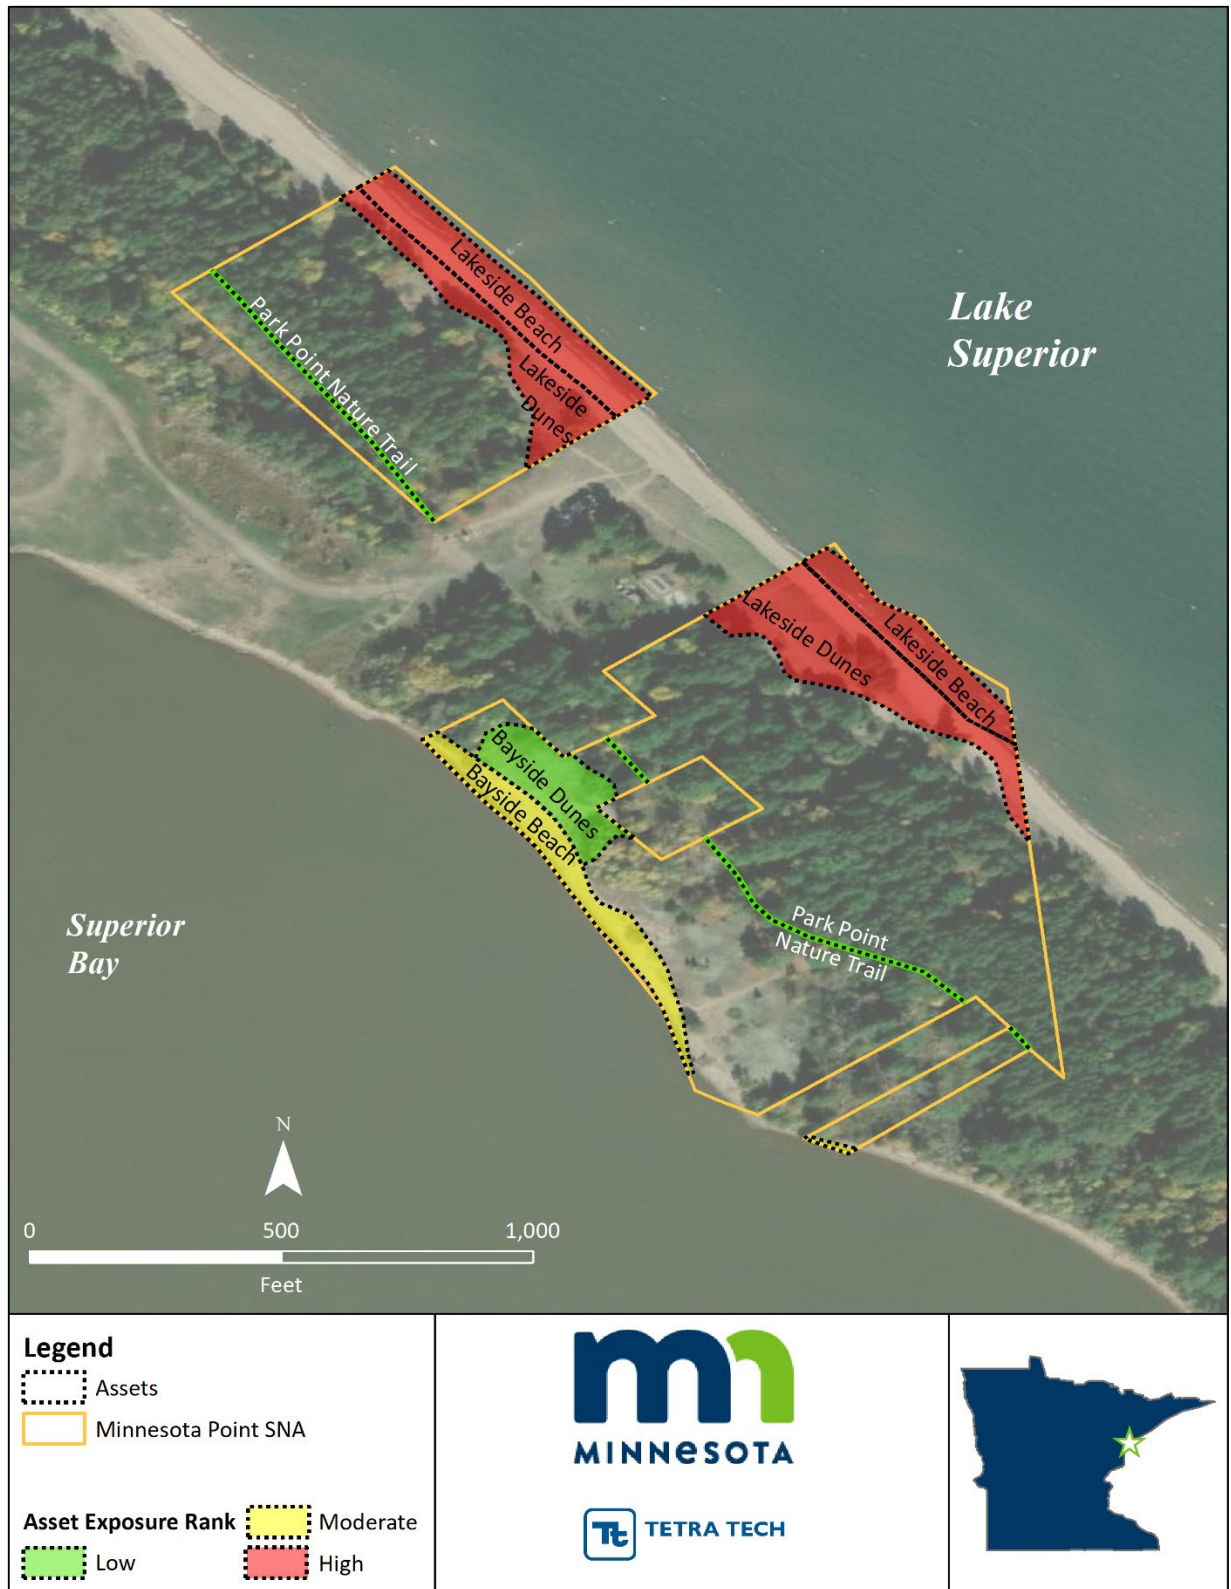 Lakeside Beach
Lake
Superior
Lakeside
Dunes
Park Point Nature Trail
Lakeside Dunes
Lakeside Beach
Bayside Dunes
Bayside Beach
Superior
Bay
Park Point
Nature Trail
N
0 500 1,000
Feet
Legend
Assets
Minnesota Point SNA
Asset Exposure Rank
Moderate
Low
High
mn
MINNeSOTA
Tt TETRA TECH